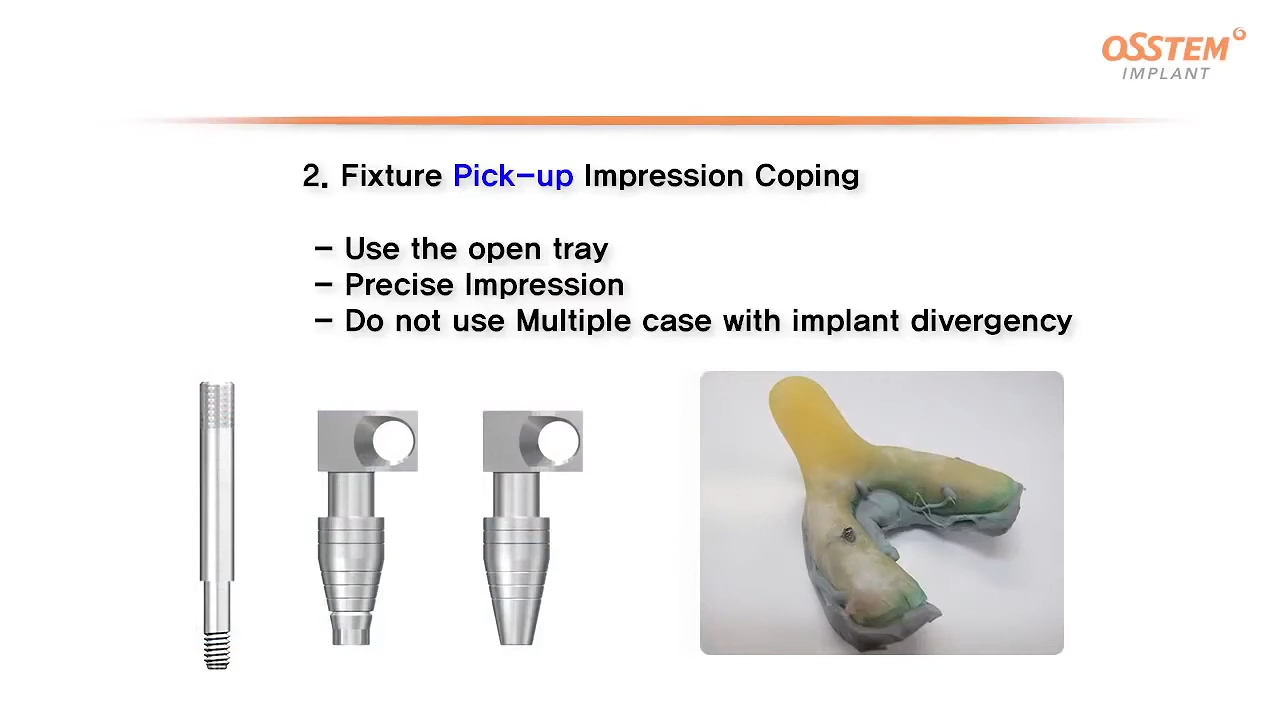 OSSTEM
IMPLANT
2. Fixture Pick-up Impression Coping
- Use the open tray
- Precise Impression
- Do not use Multiple case with implant divergency